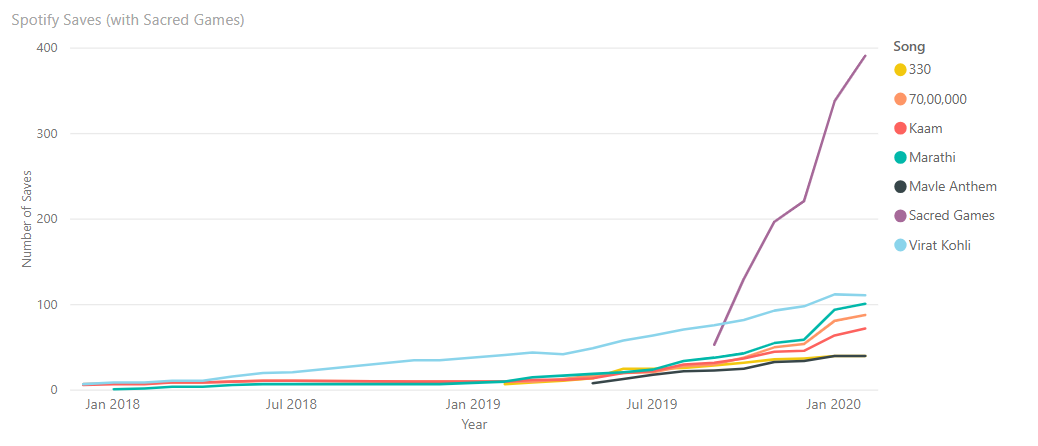 Spotify Saves (with Sacred Games)
400
300
200
100
0
Number of Saves
Jan 2018
Jul 2018
Jan 2019
Jul 2019
Jan 2020
Year
Song
330
70,00,000
Kaam
Marathi
Mavle Anthem
Sacred Games
Virat Kohli